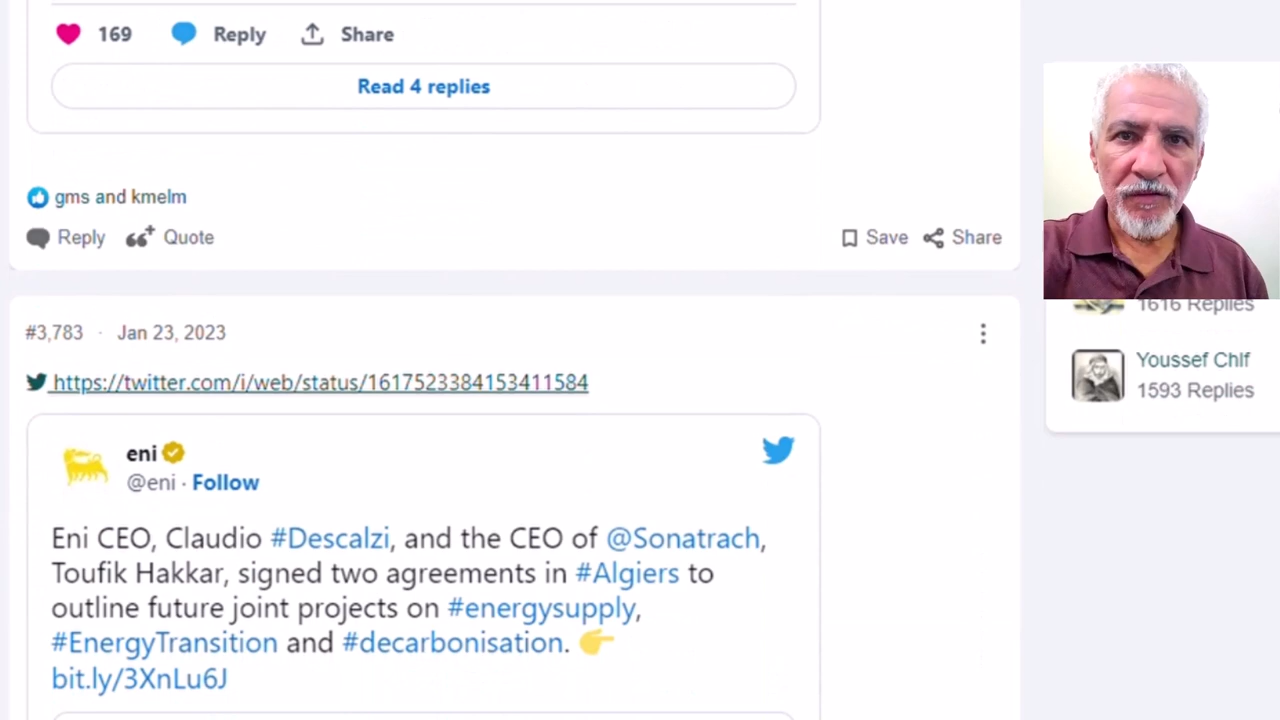 169 Reply Share
Read 4 replies
gms and kmelm
Reply Quote
Save Share
1616 Replies
Youssef Chlf
1593 Replies
#3,783 · Jan 23, 2023
https://twitter.com/i/web/status/1617523384153411584
eni
@eni · Follow
Eni CEO, Claudio #Descalzi, and the CEO of @Sonatrach,
Toufik Hakkar, signed two agreements in #Algiers to
outline future joint projects on #energysupply,
#EnergyTransition and #decarbonisation. 👉
bit.ly/3XnLu6J